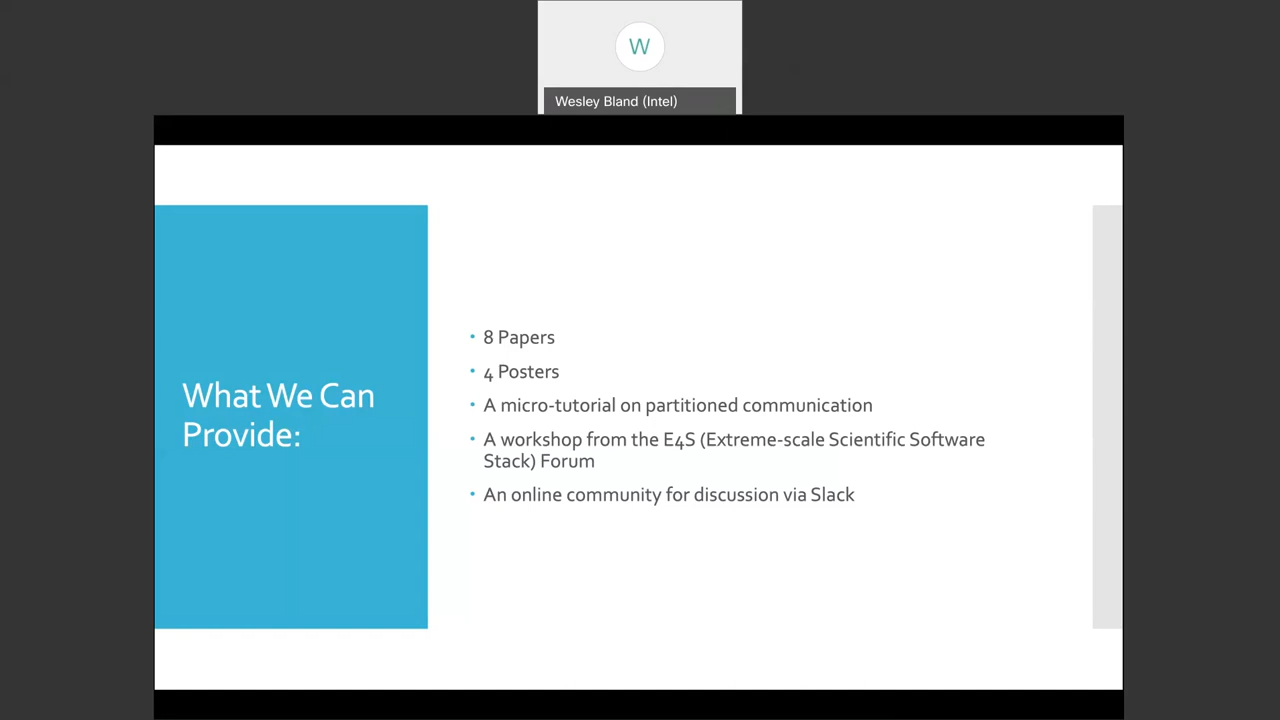 W
Wesley Bland (Intel)
What We Can
Provide:
• 8 Papers
• 4 Posters
• A micro-tutorial on partitioned communication
• A workshop from the E4S (Extreme-scale Scientific Software
Stack) Forum
• An online community for discussion via Slack